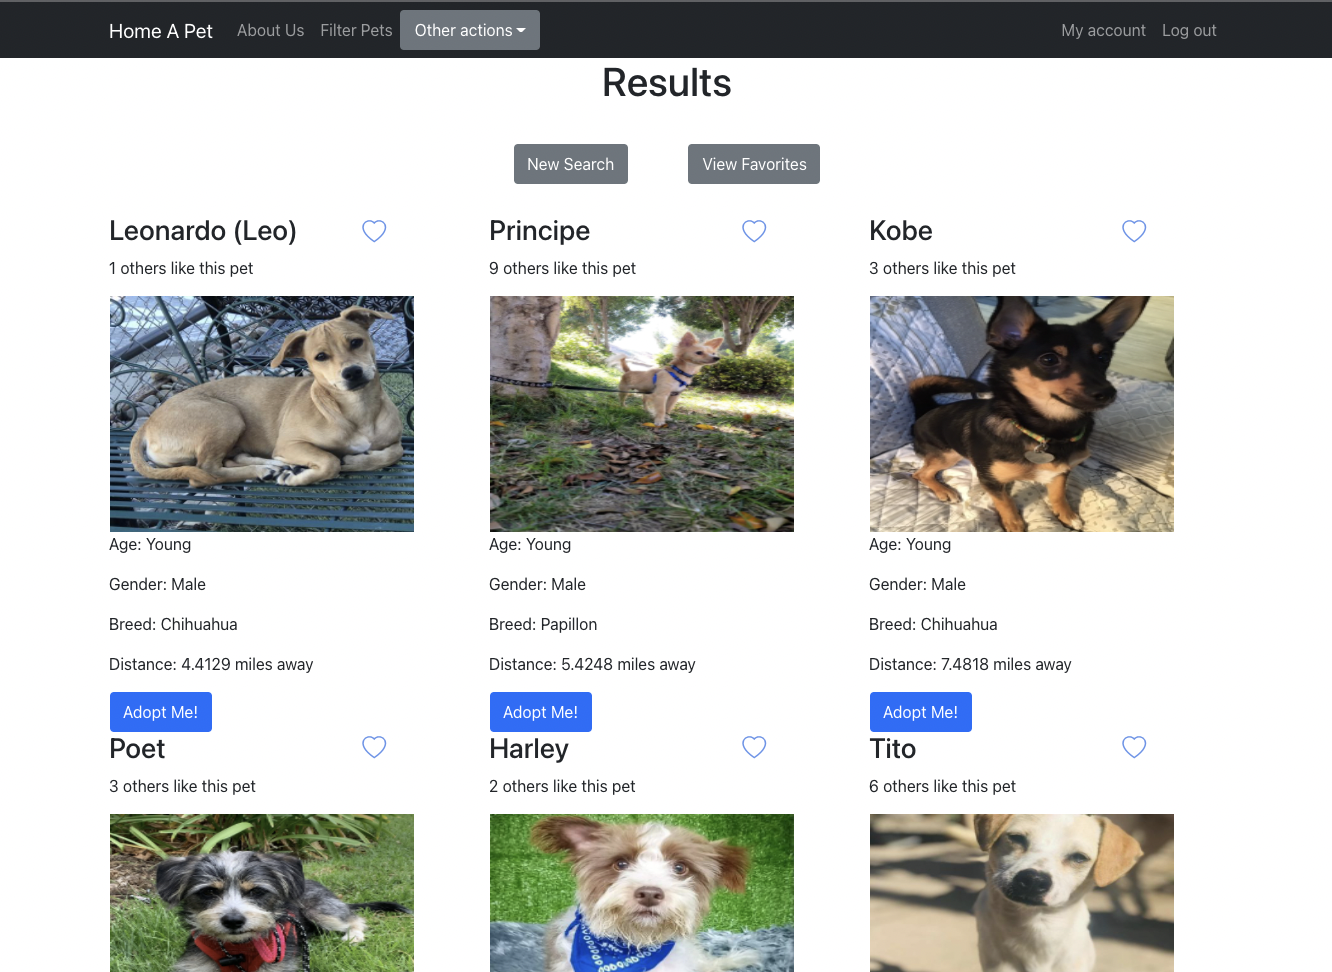 Home A Pet About Us Filter Pets Other actions My account Log out
Results
New Search View Favorites
Leonardo (Leo)
1 others like this pet
Age: Young
Gender: Male
Breed: Chihuahua
Distance: 4.4129 miles away
Adopt Me!
Principe
9 others like this pet
Age: Young
Gender: Male
Breed: Papillon
Distance: 5.4248 miles away
Adopt Me!
Kobe
3 others like this pet
Age: Young
Gender: Male
Breed: Chihuahua
Distance: 7.4818 miles away
Adopt Me!
Poet
3 others like this pet
Harley
2 others like this pet
Tito
6 others like this pet